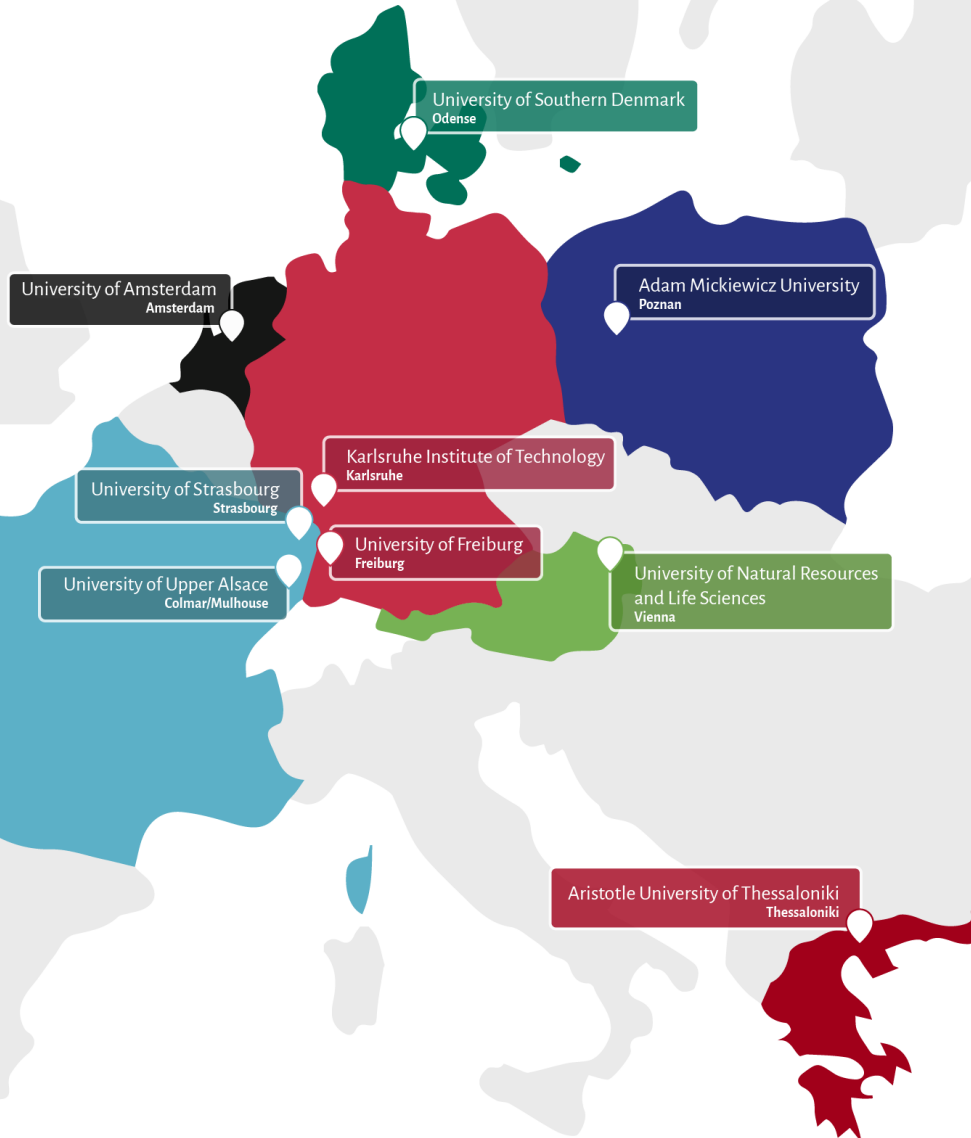 University of Southern Denmark
Odense
Adam Mickiewicz University
Poznan
University of Amsterdam
Amsterdam
Karlsruhe Institute of Technology
Karlsruhe
University of Strasbourg
Strasbourg
University of Freiburg
Freiburg
University of Upper Alsace
Colmar/Mulhouse
University of Natural Resources
and Life Sciences
Vienna
Aristotle University of Thessaloniki
Thessaloniki